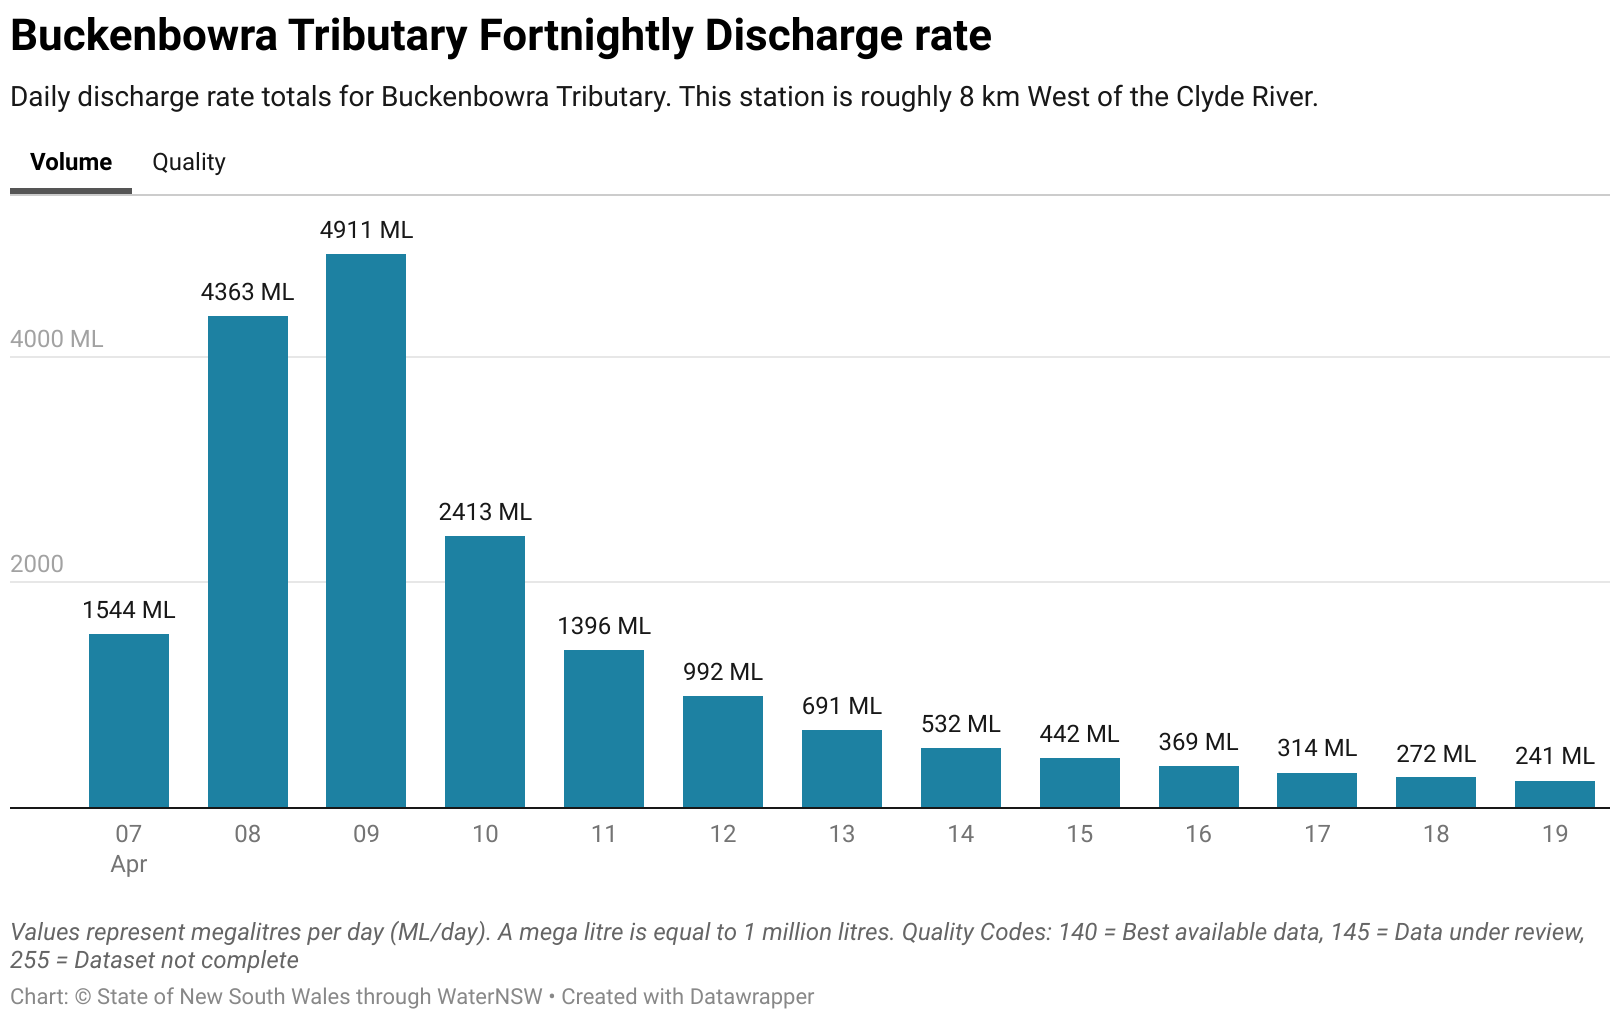 Buckenbowra Tributary Fortnightly Discharge rate
Daily discharge rate totals for Buckenbowra Tributary. This station is roughly 8 km West of the Clyde River.
Volume Quality
4911 ML
4363 ML
4000 ML
2413 ML
2000
1544 ML
1396 ML
992 ML
691 ML
532 ML
442 ML
369 ML
314 ML
272 ML
241 ML
07 08 09 10 11 12 13 14 15 16 17 18 19
Apr
Values represent megalitres per day (ML/day). A mega litre is equal to 1 million litres. Quality Codes: 140 = Best available data, 145 = Data under review,
255 = Dataset not complete
Chart: © State of New South Wales through WaterNSW • Created with Datawrapper